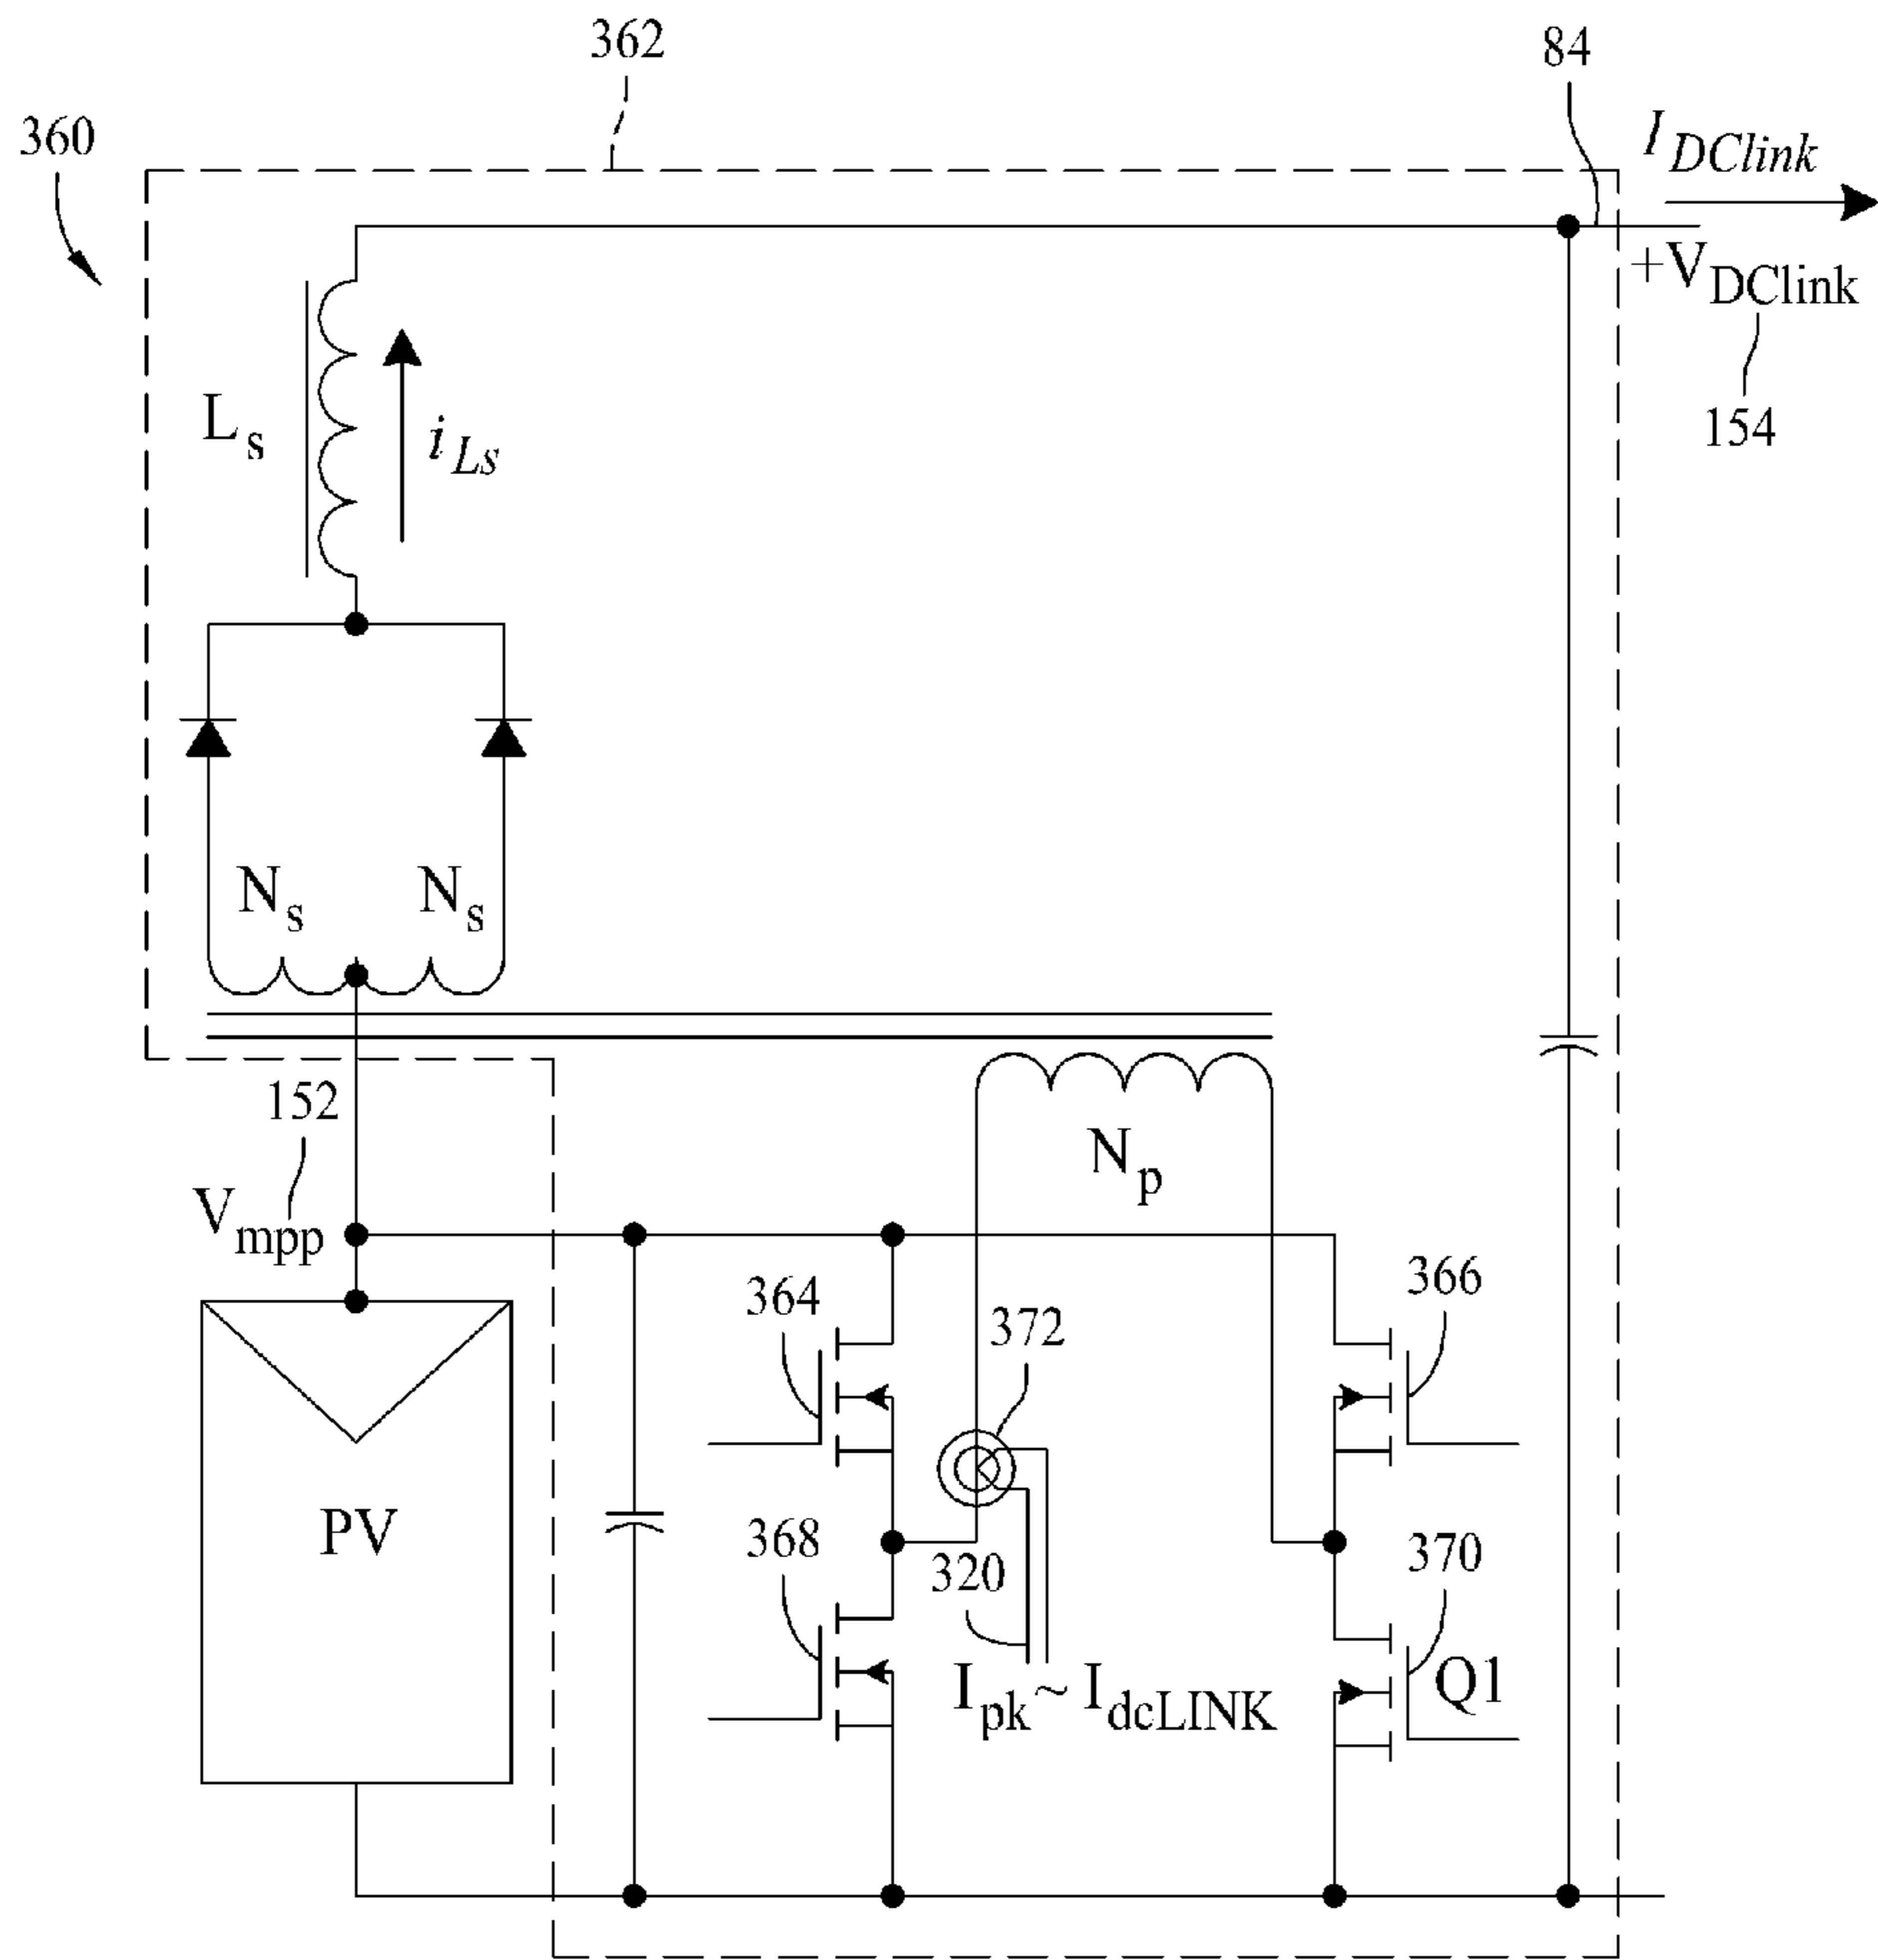 362
84
360
I DClink
+V DClink
154
L s
i Ls
N s
N s
152
V mpp
N p
364
372
366
PV
368
320
370
Q1
I pk ~ I dcLINK